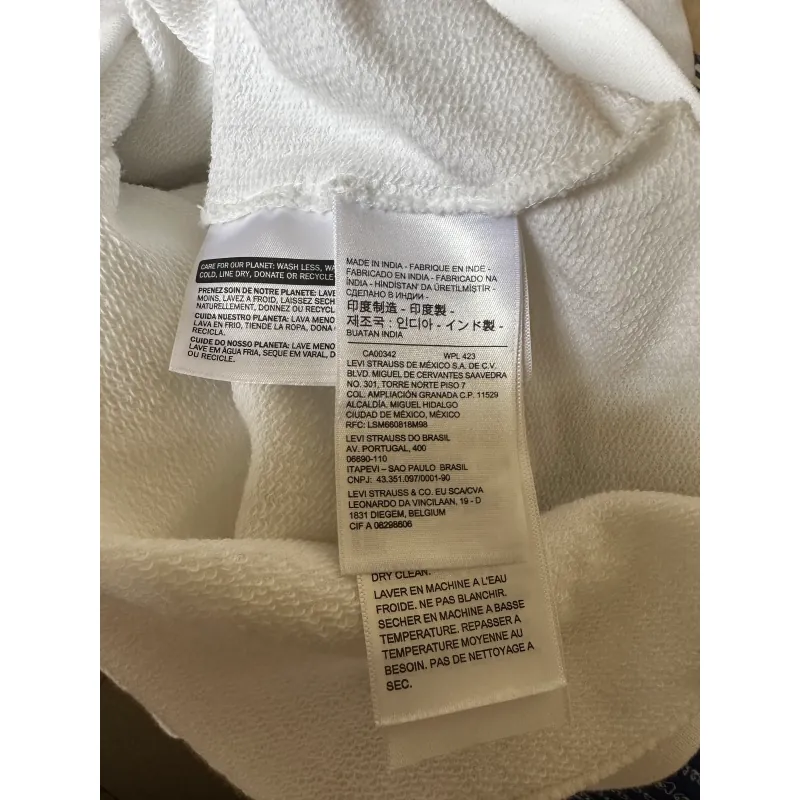 CARE FOR OUR PLANET: WASH LESS,
COLD, LINE DRY, DONATE OR RECYCLE
PRENEZ SOIN DE NOTRE PLANETE:
MOINS, LAVEZ A FROID, LAISSEZ
NATURELLEMENT, DONNEZ OU
CUIDA NUESTRO PLANETA: LAVA MENO
LAVA EN FRIO, TIENDE LA ROPA, DONA
RECICLA.
CUIDE DO NOSSO PLANETA: LAVE MENO
LAVE EM ÁGUA FRIA, SEQUE EM VARAL, D
OU RECICLE.
MADE IN INDIA - FABRIQUE EN INDE -
FABRICADO EN INDIA - FABRICADO NA
ÍNDIA - HINDİSTAN' DA ÜRETİLMİŞTİR -
СДЕЛАНО В ИНДИИ -
印度制造 - 印度製 -
제조국 : 인디아 - インド製 -
BUATAN INDIA
CA00342 WPL 423
LEVI STRAUSS DE MÉXICO S.A. DE C.V.
BLVD. MIGUEL DE CERVANTES SAAVEDRA
NO. 301, TORRE NORTE PISO 7
COL. AMPLIACIÓN GRANADA C.P. 11529
ALCALDÍA. MIGUEL HIDALGO
CIUDAD DE MÉXICO, MÉXICO
RFC: LSM660818M98
LEVI STRAUSS DO BRASIL
AV. PORTUGAL, 400
06690-110
ITAPEVI – SAO PAULO BRASIL
CNPJ: 43.351.097/0001-90
LEVI STRAUSS & CO. EU SCA/CVA
LEONARDO DA VINCILAAN, 19 - D
1831 DIEGEM, BELGIUM
CIF A 08298606
DRY CLEAN.
LAVER EN MACHINE A L'EAU
FROIDE. NE PAS BLANCHIR.
SECHER EN MACHINE A BASSE
TEMPERATURE. REPASSER A
TEMPERATURE MOYENNE AU
BESOIN. PAS DE NETTOYAGE A
SEC.